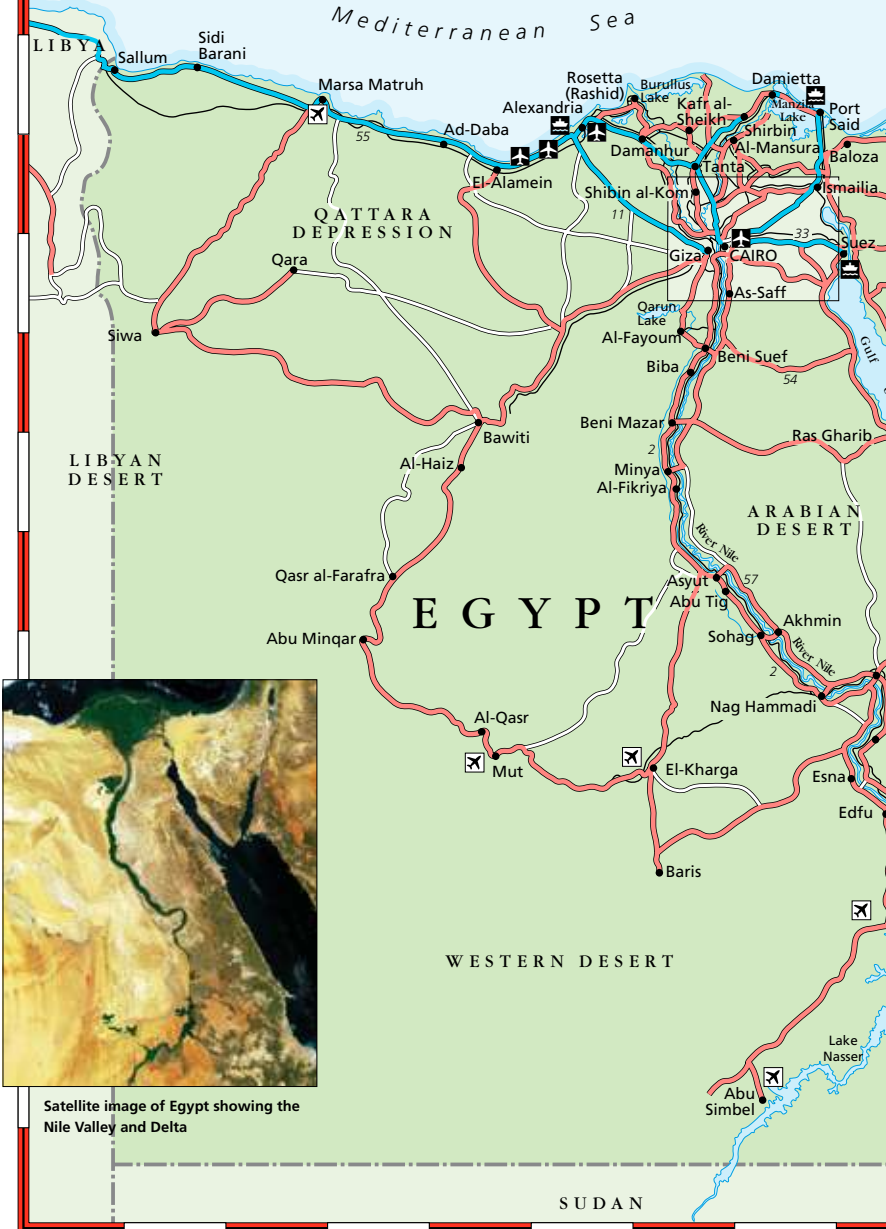 Mediterranean Sea
LIBYA
Sallum
Sidi
Barani
Marsa Matruh
55
Ad-Daba
El-Alamein
Alexandria
Rosetta
(Rashid)
Burullus
Lake
Kafr al-
Sheikh
Damietta
Manzila
Lake
Port
Said
Shirbin
Al-Mansura
Baloza
Damanhur
Tanta
Shibin al-Kom
Ismailia
11
33
Giza
CAIRO
Suez
QATTARA
DEPRESSION
Qara
Siwa
As-Saff
Qarun
Lake
Al-Fayoum
Beni Suef
Biba
54
Gulf
Beni Mazar
Bawiti
Ras Gharib
2
Al-Haiz
Minya
Al-Fikriya
LIBYAN
DESERT
ARABIAN
DESERT
River Nile
Qasr al-Farafra
Asyut
57
Abu Tig
EGYPT
Abu Minqar
Sohag
Akhmin
River Nile
2
Nag Hammadi
Al-Qasr
Mut
El-Kharga
Esna
Edfu
Baris
WESTERN DESERT
Lake
Nasser
Abu
Simbel
Satellite image of Egypt showing the
Nile Valley and Delta
SUDAN